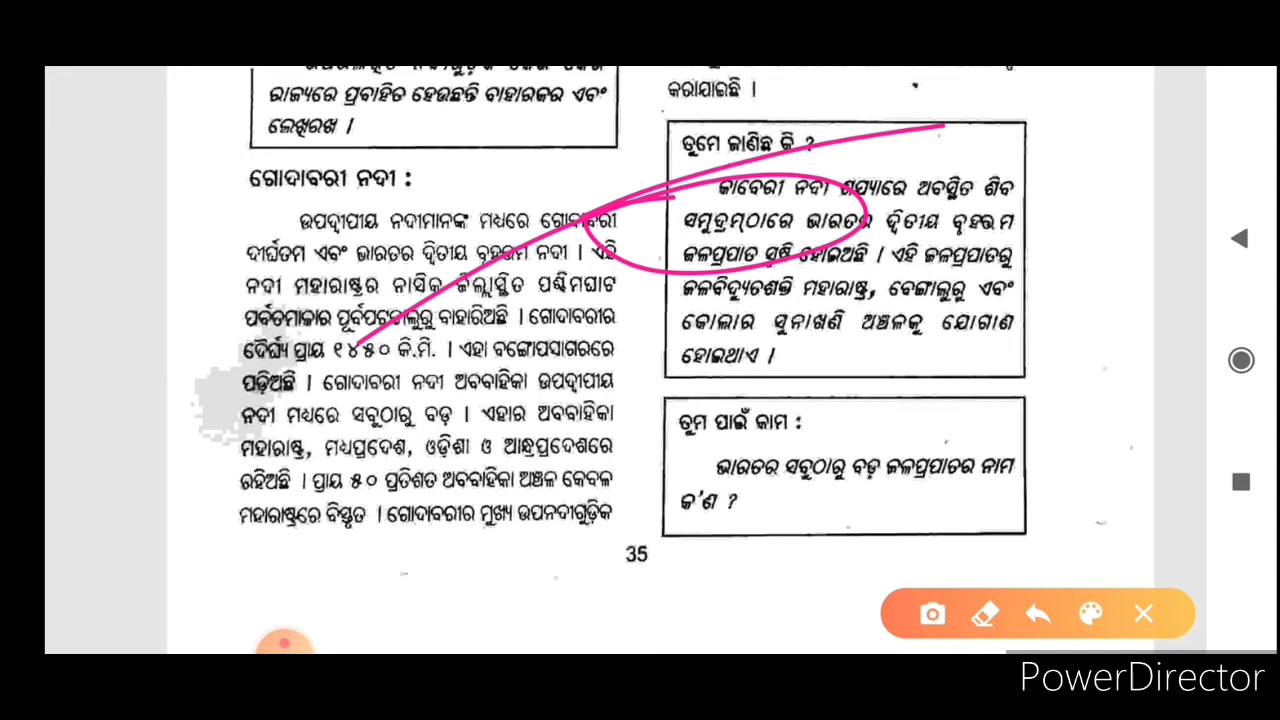 ରାଜ୍ୟରେ ପ୍ରବାହିତ ହେଉଛନ୍ତି ବାହାରକର ଏବଂ
ଲେଖିରଖ ।
ଗୋଦାବରୀ ନଦୀ :
ଉପଦ୍ୱୀପୀୟ ନଦୀମାନଙ୍କ ମଧ୍ୟରେ ଗୋଦାବରୀ
ଦୀର୍ଘତମ ଏବଂ ଭାରତର ଦ୍ୱିତୀୟ ବୃହତ୍ତମ ନଦୀ । ଏହି
ନଦୀ ମହାରାଷ୍ଟ୍ରର ନାସିକ ଜିଲ୍ଲାସ୍ଥିତ ପଶ୍ଚିମଘାଟ
ପର୍ବତମାଳାର ପୂର୍ବପଟଢାଲୁରୁ ବାହାରିଅଛି । ଗୋଦାବରୀର
ଦୈର୍ଘ୍ୟ ପ୍ରାୟ ୧୪୫୦ କି.ମି. । ଏହା ବଙ୍ଗୋପସାଗରରେ
ପଡ଼ିଅଛି । ଗୋଦାବରୀ ନଦୀ ଅବବାହିକା ଉପଦ୍ୱୀପୀୟ
ନଦୀ ମଧ୍ୟରେ ସବୁଠାରୁ ବଡ଼ । ଏହାର ଅବବାହିକା
ମହାରାଷ୍ଟ୍ର, ମଧ୍ୟପ୍ରଦେଶ, ଓଡ଼ିଶା ଓ ଆନ୍ଧ୍ରପ୍ରଦେଶରେ
ରହିଅଛି । ପ୍ରାୟ ୫୦ ପ୍ରତିଶତ ଅବବାହିକା ଅଞ୍ଚଳ କେବଳ
ମହାରାଷ୍ଟ୍ରରେ ବିସ୍ତୃତ । ଗୋଦାବରୀର ମୁଖ୍ୟ ଉପନଦୀଗୁଡ଼ିକ
କରାଯାଇଛି ।
ତୁମେ ଜାଣିଛ କି ?
କାବେରୀ ନଦୀ ଶଯ୍ୟାରେ ଅବସ୍ଥିତ ଶିବ
ସମୁଦ୍ରମ୍‌ଠାରେ ଭାରତର ଦ୍ୱିତୀୟ ବୃହତ୍ତମ
ଜଳପ୍ରପାତ ସୃଷ୍ଟି ହୋଇଅଛି । ଏହି ଜଳପ୍ରପାତରୁ
ଜଳବିଦ୍ୟୁତଶକ୍ତି ମହାରାଷ୍ଟ୍ର, ବେଙ୍ଗାଲୁରୁ ଏବଂ
କୋଲାର ସୁନାଖଣି ଅଞ୍ଚଳକୁ ଯୋଗାଣ
ହୋଇଥାଏ ।
ତୁମ ପାଇଁ କାମ :
ଭାରତର ସବୁଠାରୁ ବଡ଼ ଜଳପ୍ରପାତର ନାମ
କ'ଣ ?
35
PowerDirector